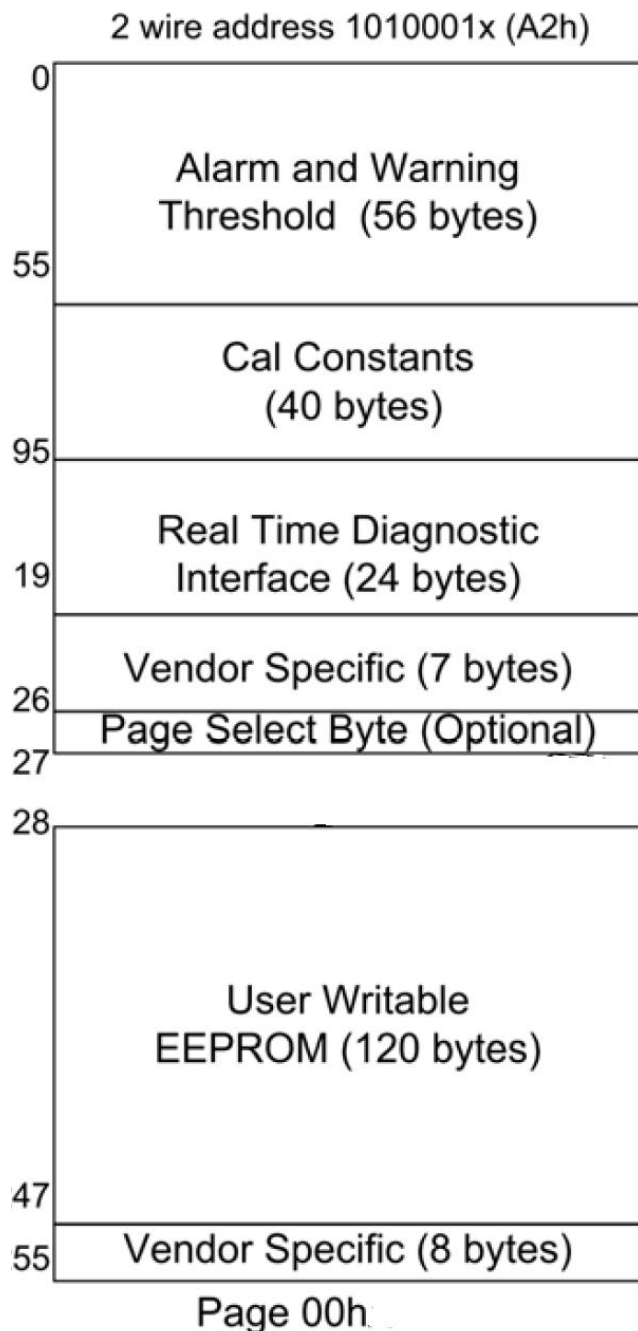 2 wire address 1010001x (A2h)
0
Alarm and Warning
Threshold (56 bytes)
55
Cal Constants
(40 bytes)
95
Real Time Diagnostic
19
Interface (24 bytes)
Vendor Specific (7 bytes)
26
Page Select Byte (Optional)
27
28
User Writable
EEPROM (120 bytes)
47
Vendor Specific (8 bytes)
55
Page 00h